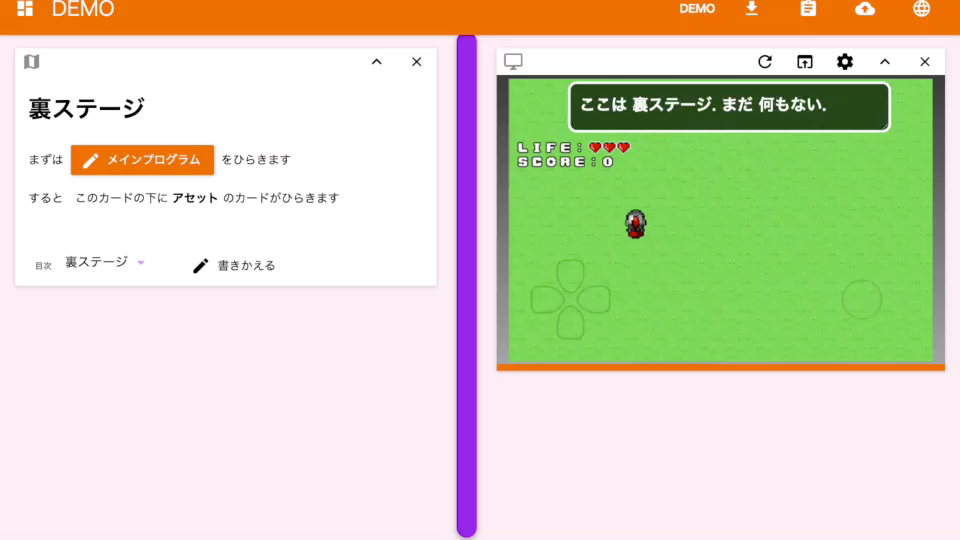 DEMO
DEMO
裏ステージ
まずは メインプログラム をひらきます
すると このカードの下に アセット のカードがひらきます
目次 裏ステージ 書きかえる
ここは 裏ステージ. まだ 何もない.
LIFE:
SCORE:0